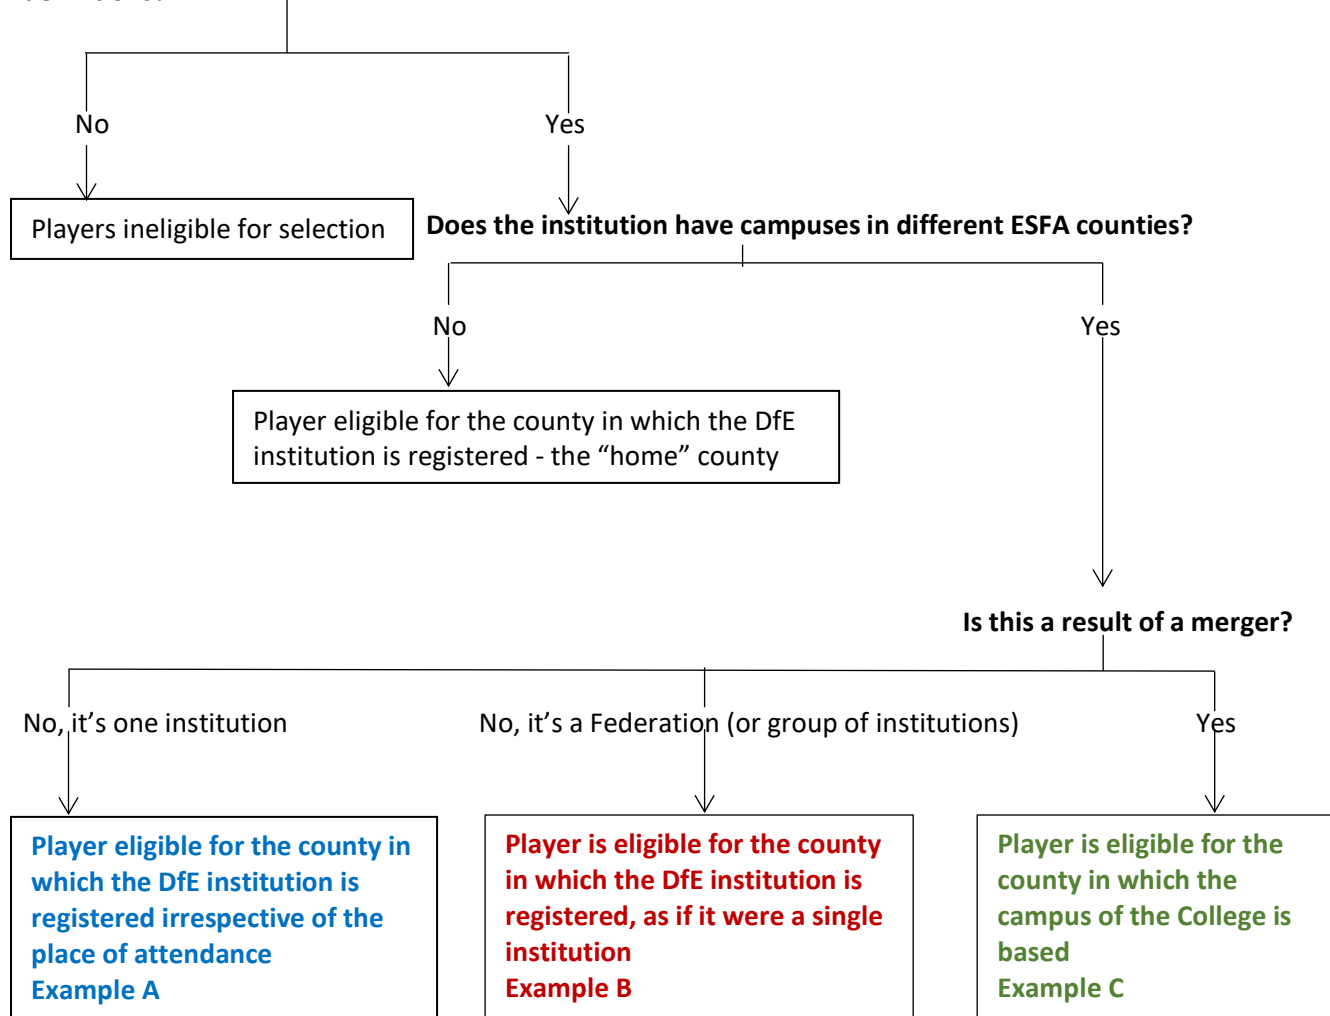 No
Yes
Players ineligible for selection
Does the institution have campuses in different ESFA counties?
No
Yes
Player eligible for the county in which the DfE
institution is registered - the “home” county
Is this a result of a merger?
No, it’s one institution
No, it’s a Federation (or group of institutions)
Yes
Player eligible for the county in
which the DfE institution is
registered irrespective of the
place of attendance
Example A
Player is eligible for the county
in which the DfE institution is
registered, as if it were a single
institution
Example B
Player is eligible for the
county in which the
campus of the College is
based
Example C